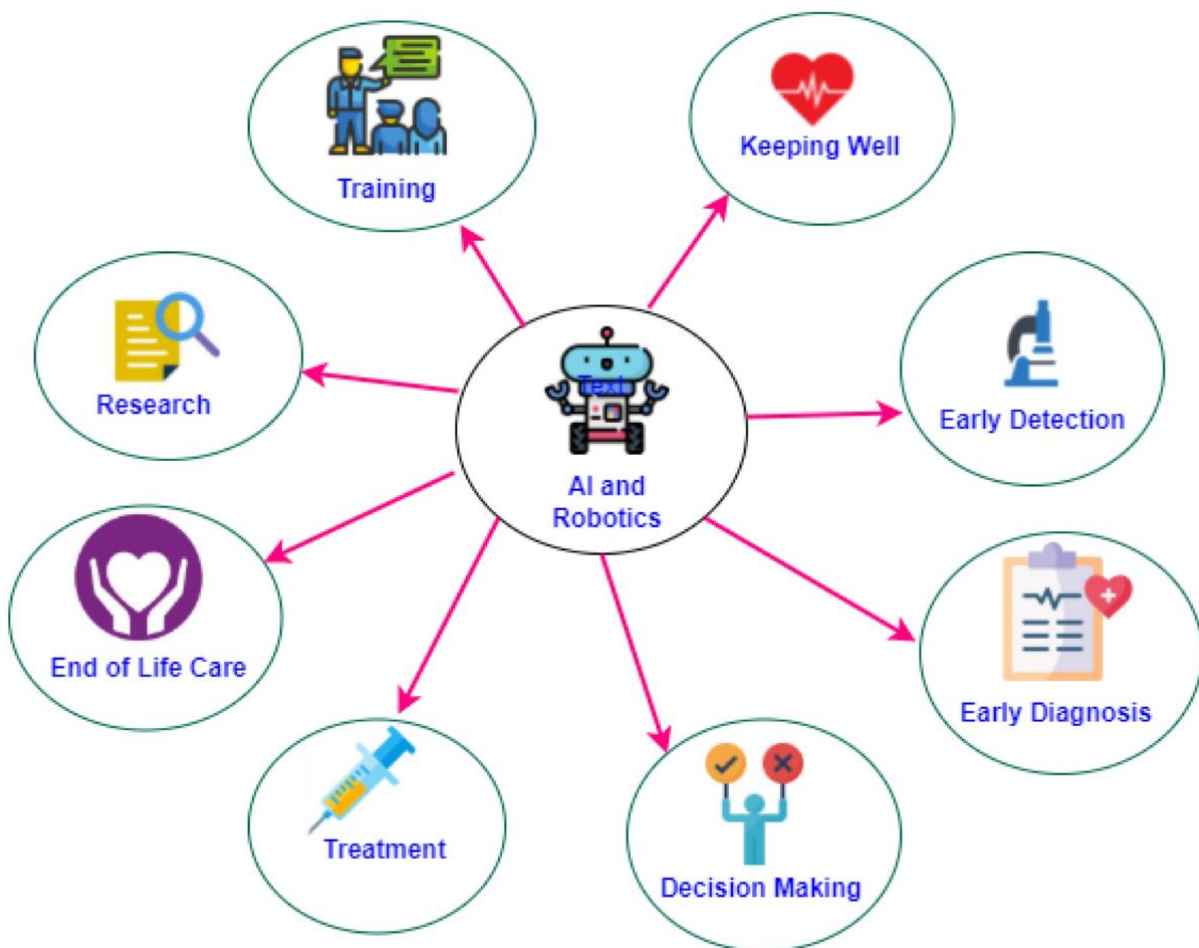 Training
Keeping Well
Research
Early Detection
Text
AI and
Robotics
End of Life Care
Early Diagnosis
Treatment
Decision Making